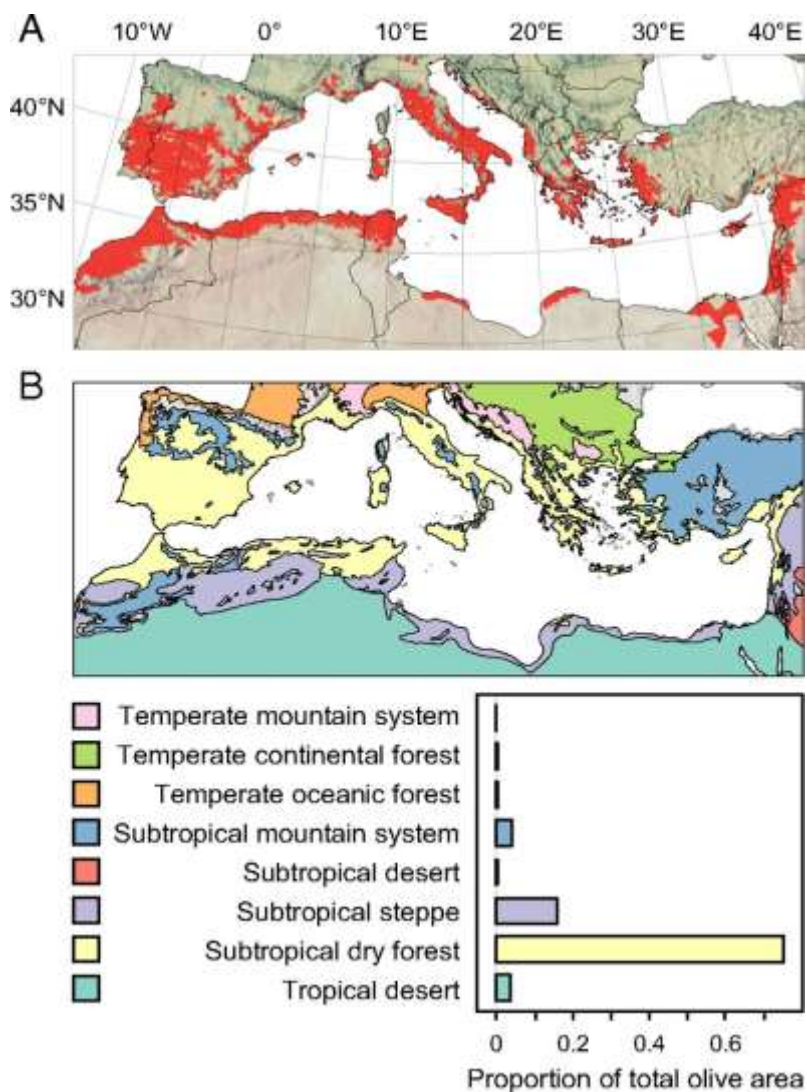 A
10°W 0° 10°E 20°E 30°E 40°E
40°N
35°N
30°N
B
Temperate mountain system
Temperate continental forest
Temperate oceanic forest
Subtropical mountain system
Subtropical desert
Subtropical steppe
Subtropical dry forest
Tropical desert
0 0.2 0.4 0.6
Proportion of total olive area